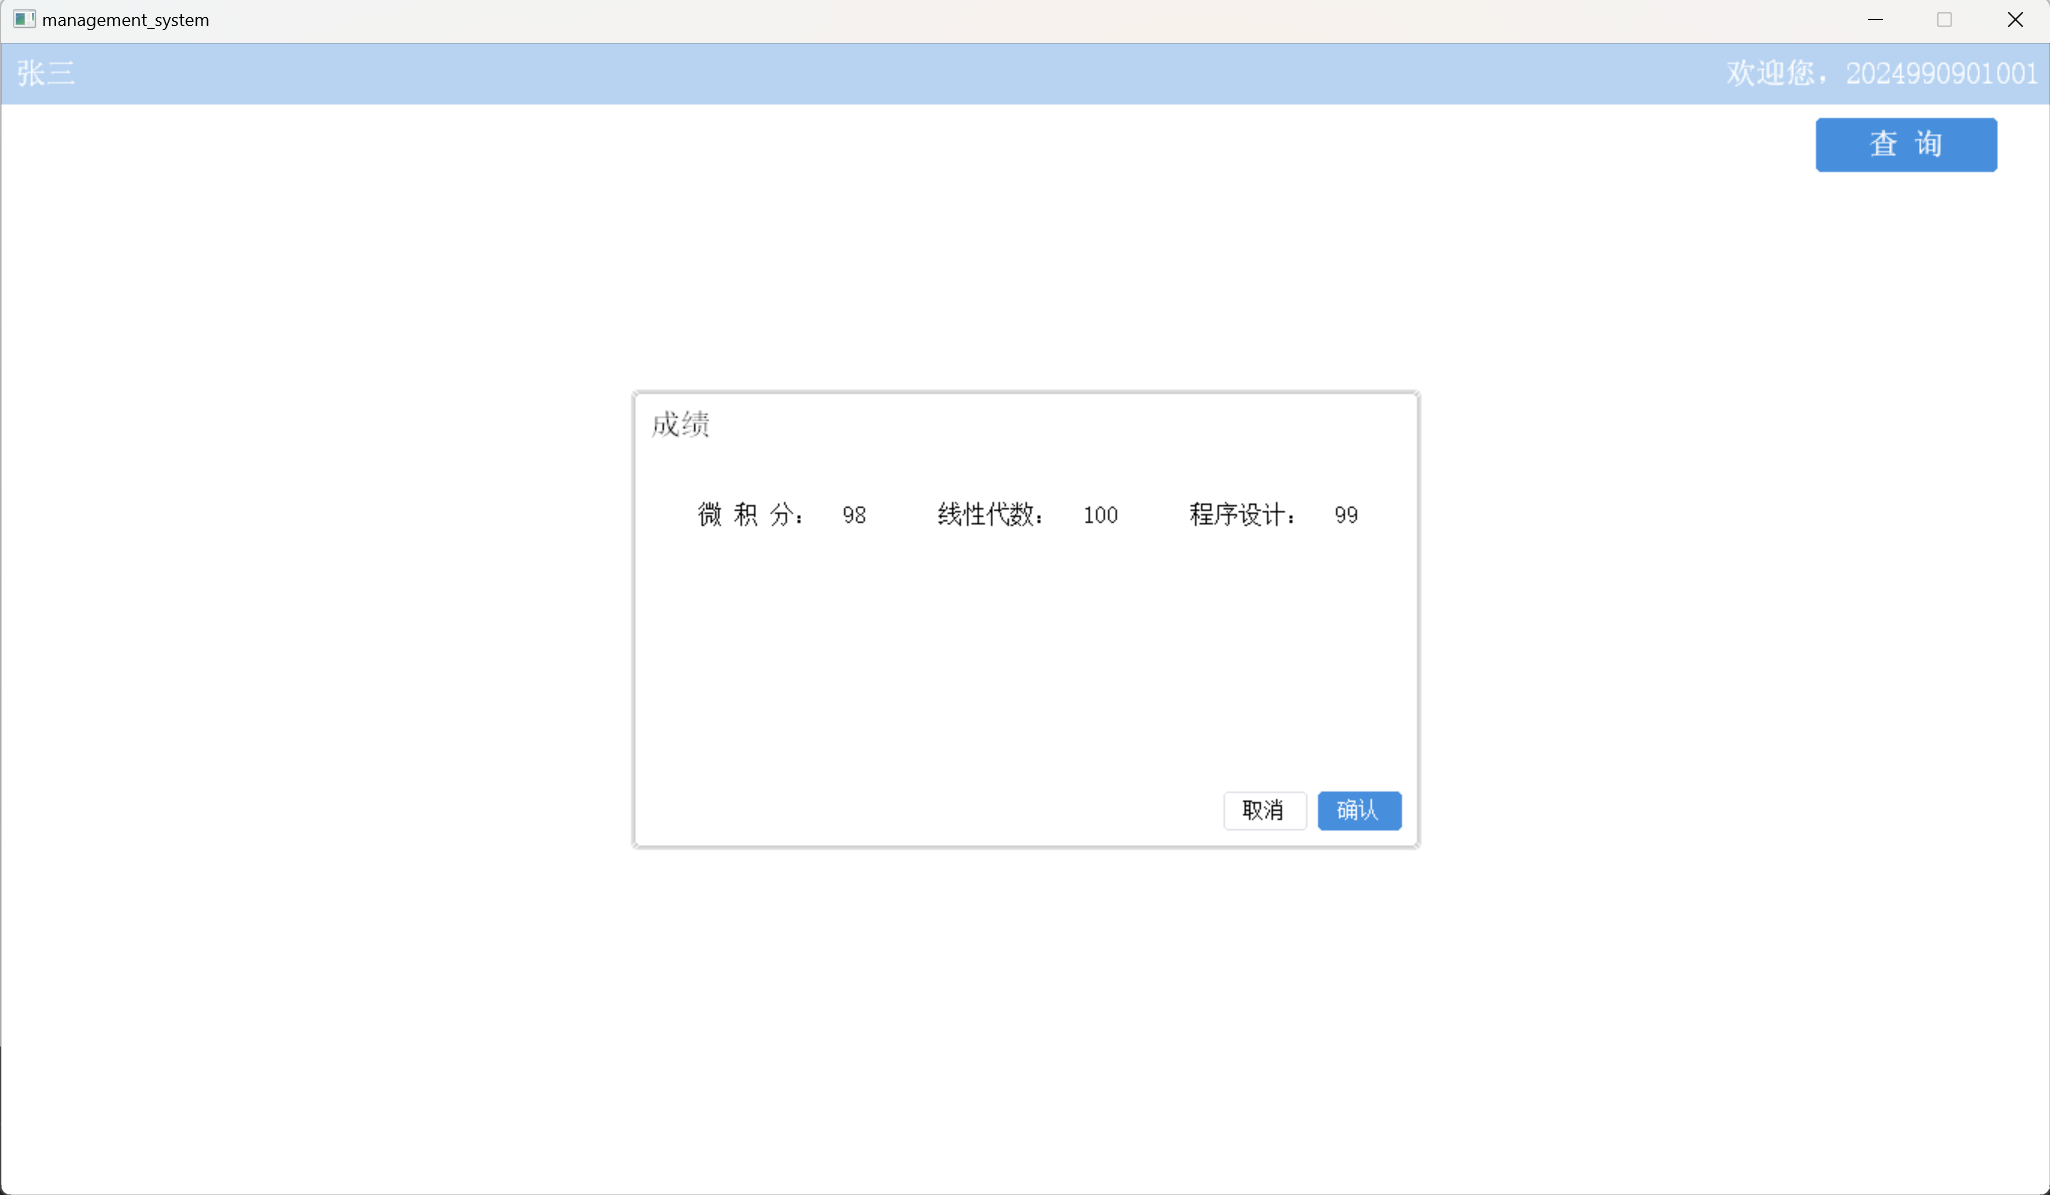 management_system
张三
欢迎您，2024990901001
查 询
成绩
微 积 分： 98 线性代数： 100 程序设计： 99
取消 确认